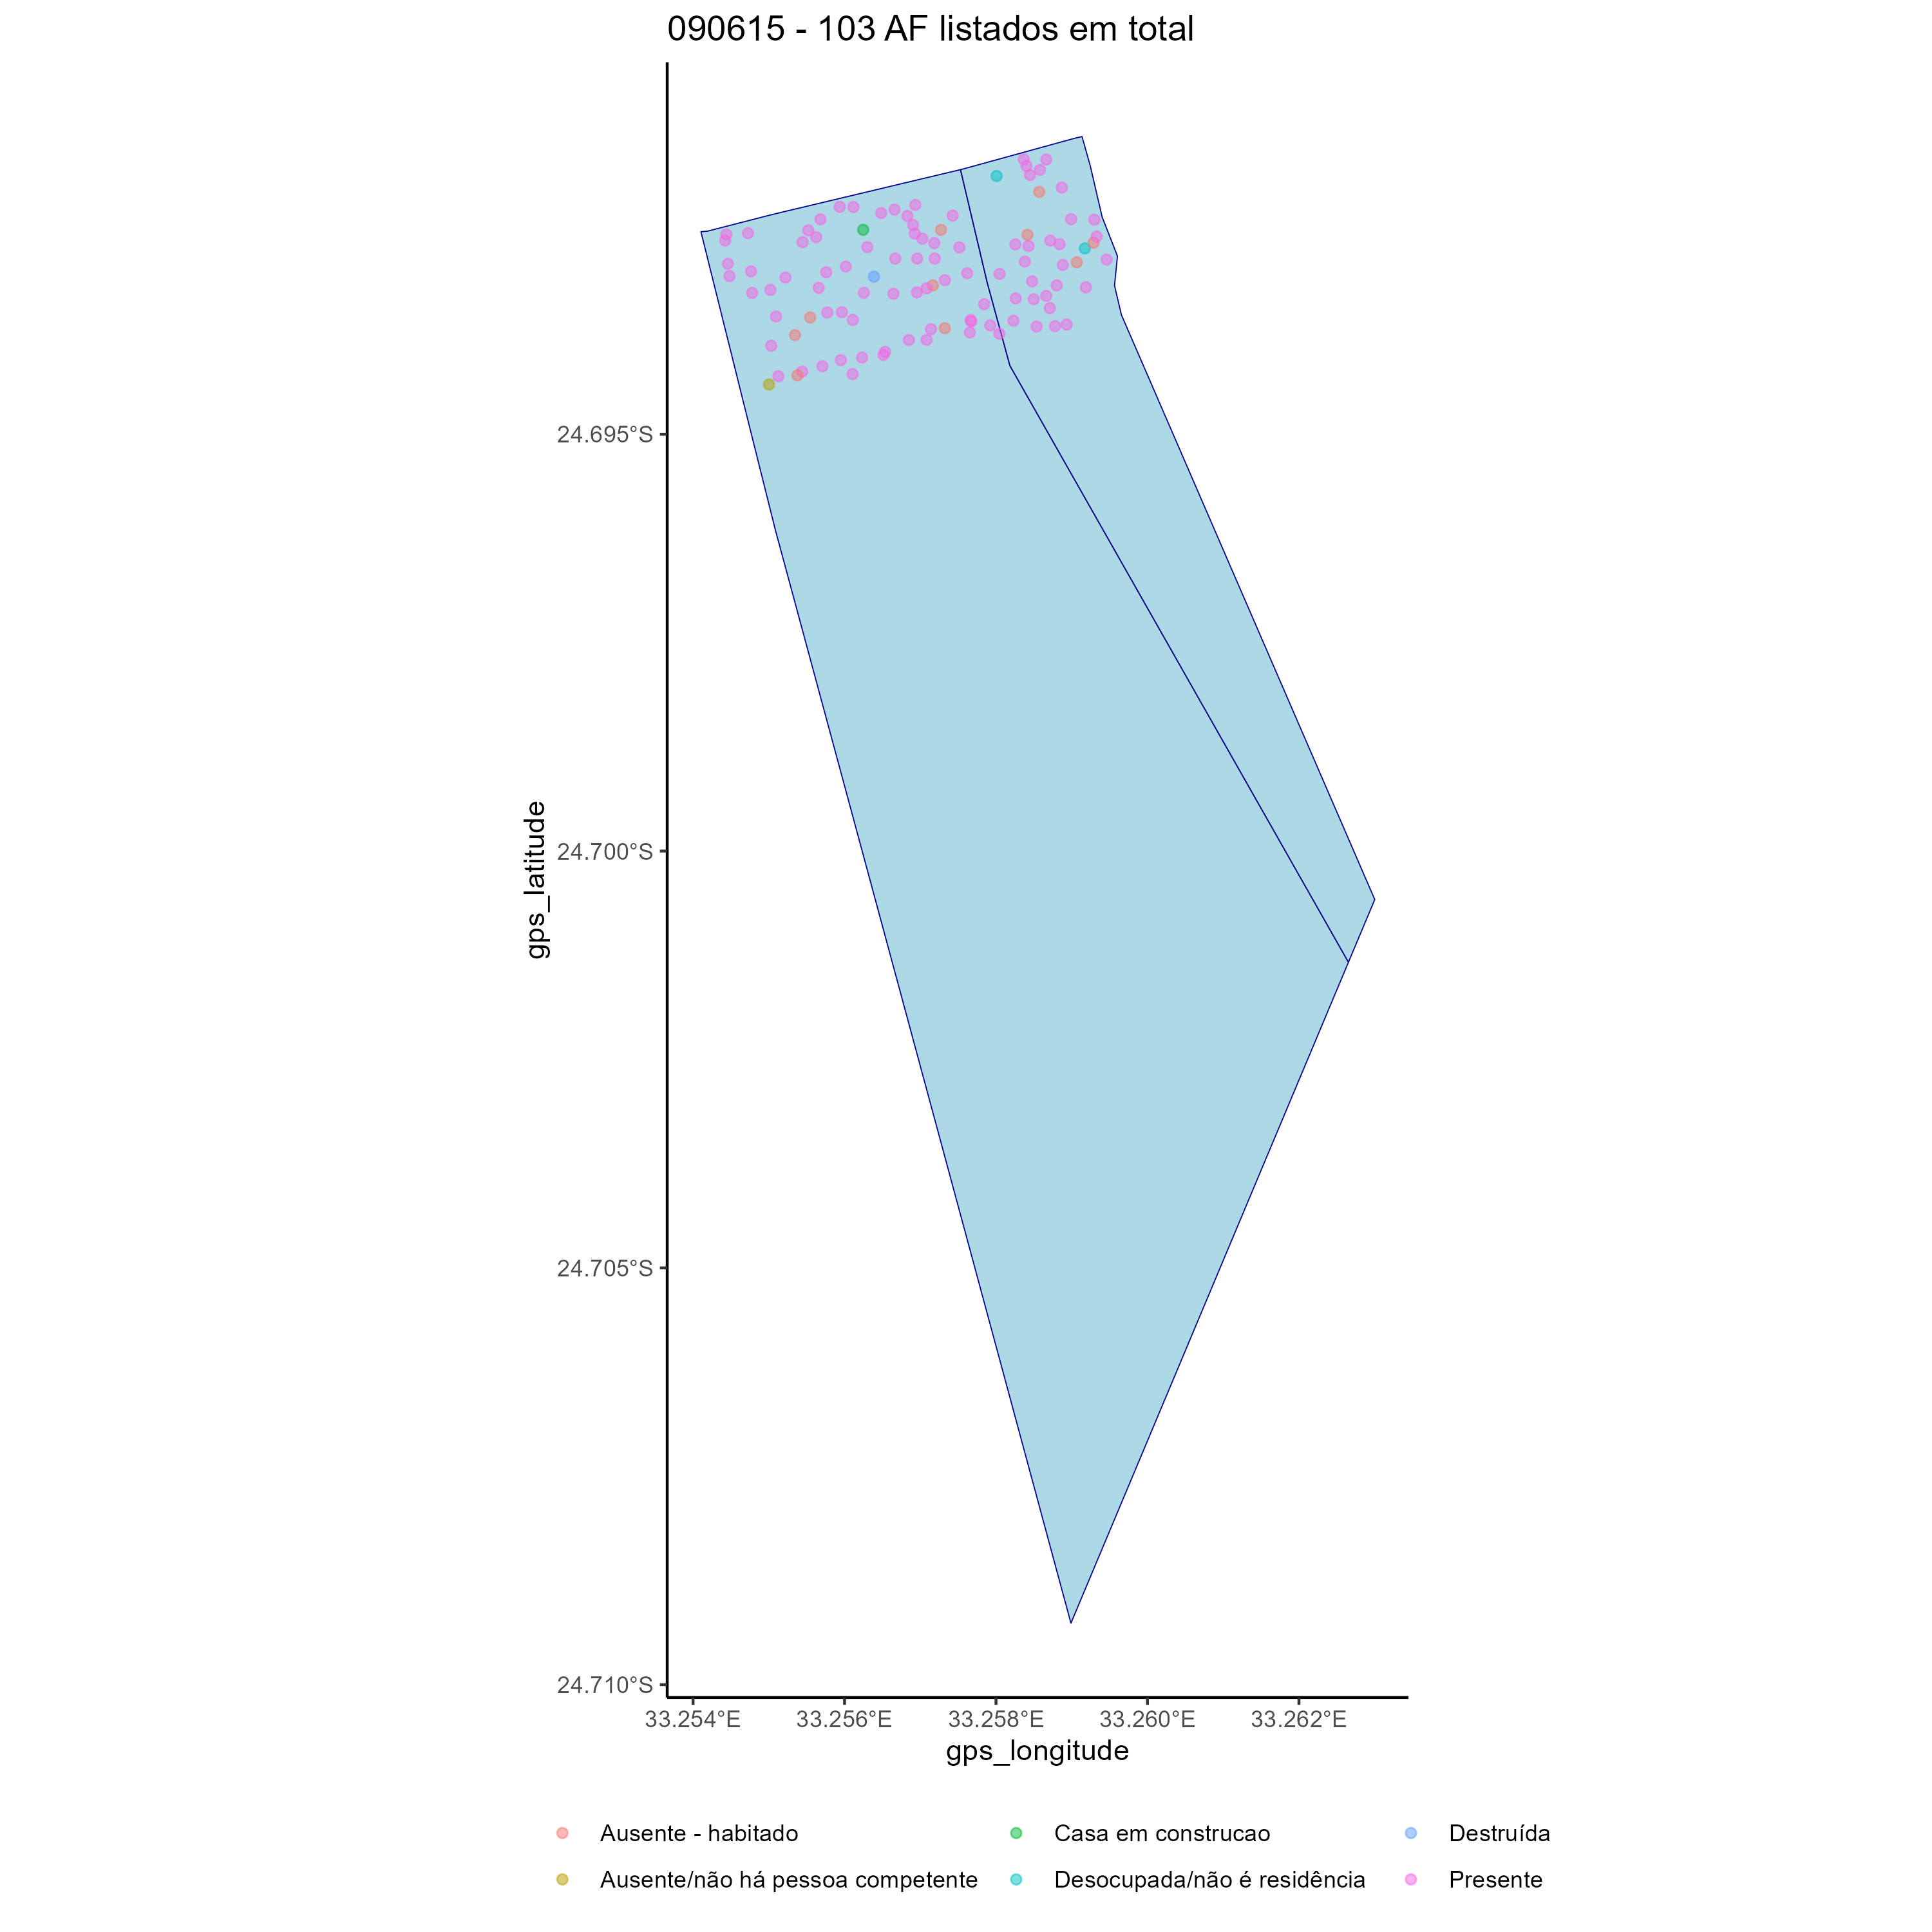 090615 - 103 AF listados em total
gps_latitude
24.695°S
24.700°S
24.705°S
24.710°S
33.254°E 33.256°E 33.258°E 33.260°E 33.262°E
gps_longitude
Ausente - habitado Casa em construcao Destruída
Ausente/não há pessoa competente Desocupada/não é residência Presente